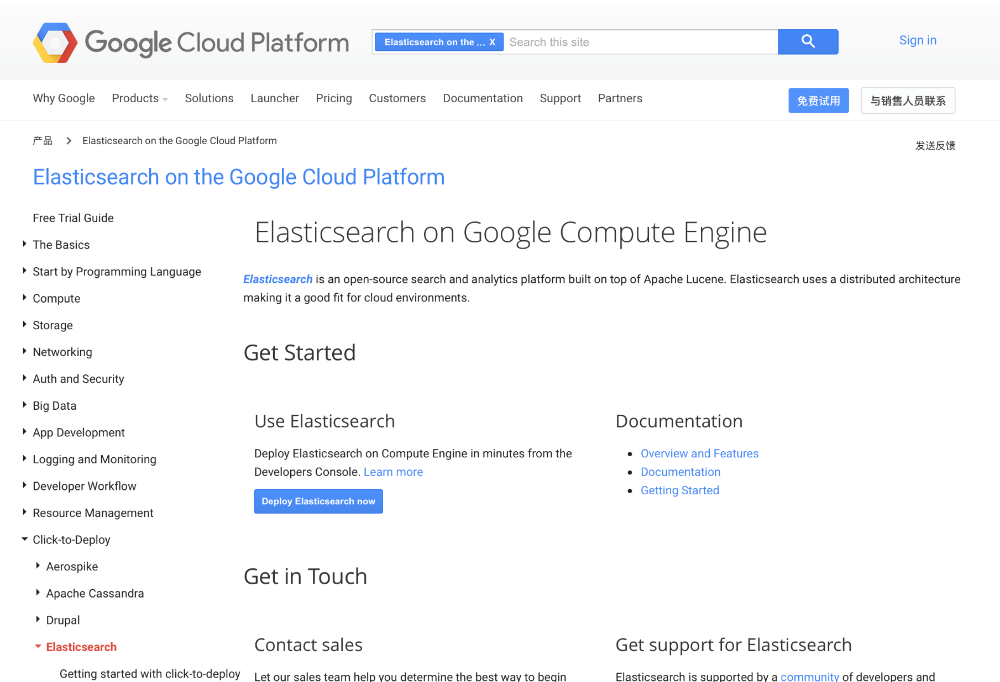 Google Cloud Platform
Elasticsearch on the ... X Search this site
Sign in
Why Google Products Solutions Launcher Pricing Customers Documentation Support Partners
免费试用 与销售人员联系
产品 > Elasticsearch on the Google Cloud Platform
发送反馈
Elasticsearch on the Google Cloud Platform
Free Trial Guide
The Basics
Start by Programming Language
Compute
Storage
Networking
Auth and Security
Big Data
App Development
Logging and Monitoring
Developer Workflow
Resource Management
Click-to-Deploy
Aerospike
Apache Cassandra
Drupal
Elasticsearch
Getting started with click-to-deploy
Elasticsearch on Google Compute Engine
Elasticsearch is an open-source search and analytics platform built on top of Apache Lucene. Elasticsearch uses a distributed architecture
making it a good fit for cloud environments.
Get Started
Use Elasticsearch
Deploy Elasticsearch on Compute Engine in minutes from the
Developers Console. Learn more
Deploy Elasticsearch now
Documentation
Overview and Features
Documentation
Getting Started
Get in Touch
Contact sales
Let our sales team help you determine the best way to begin
Get support for Elasticsearch
Elasticsearch is supported by a community of developers and